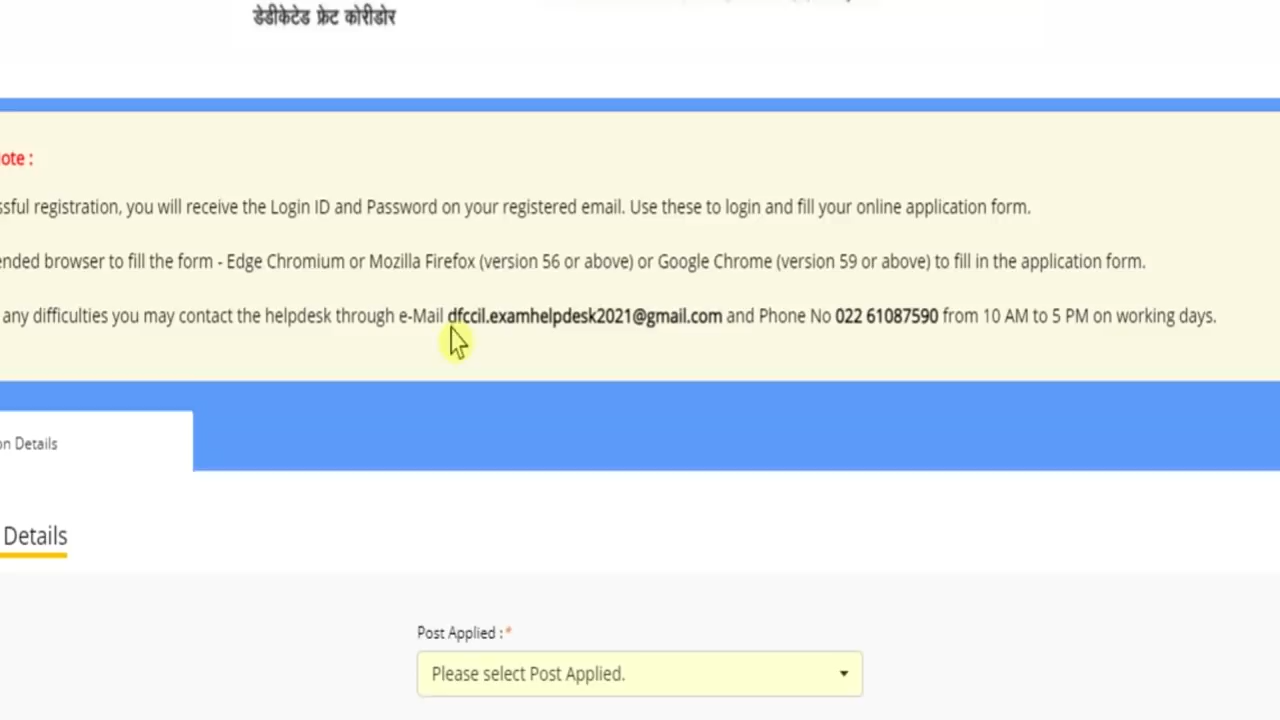 डेडीकेटेड फ्रेट कोरीडोर
ote :
ssful registration, you will receive the Login ID and Password on your registered email. Use these to login and fill your online application form.
ended browser to fill the form - Edge Chromium or Mozilla Firefox (version 56 or above) or Google Chrome (version 59 or above) to fill in the application form.
any difficulties you may contact the helpdesk through e-Mail dfccil.examhelpdesk2021@gmail.com and Phone No 022 61087590 from 10 AM to 5 PM on working days.
on Details
Details
Post Applied : *
Please select Post Applied.